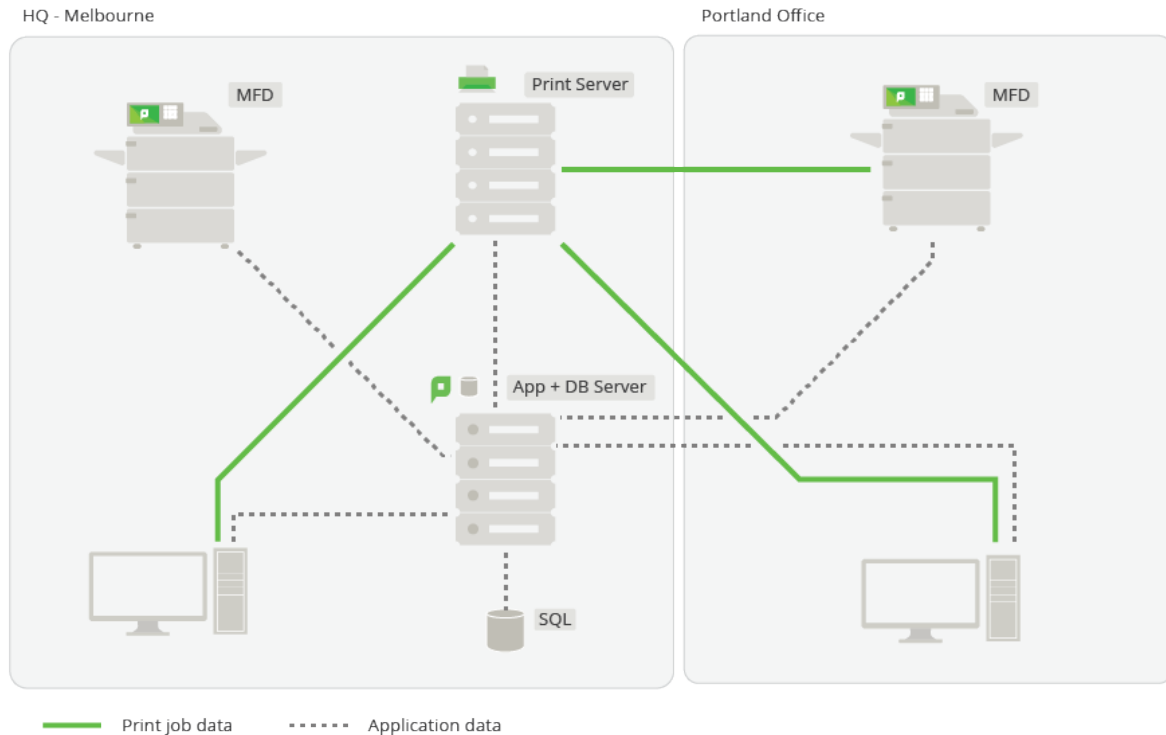 HQ - Melbourne
Portland Office
MFD
Print Server
MFD
App + DB Server
SQL
Print job data
Application data